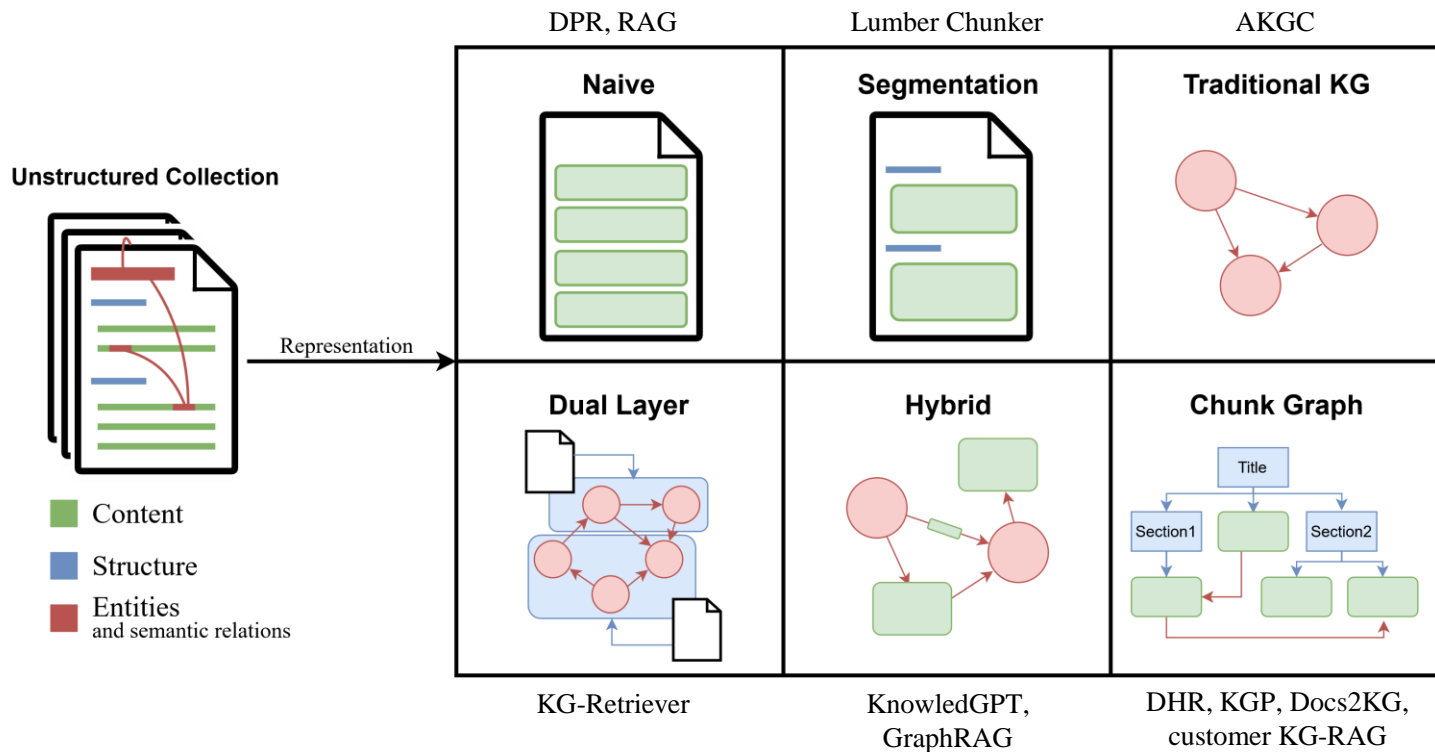 DPR, RAG
Lumber Chunker
AKGC
Naive
Segmentation
Traditional KG
Unstructured Collection
Representation
Dual Layer
Hybrid
Chunk Graph
Title
Section1
Section2
Content
Structure
Entities
and semantic relations
KG-Retriever
KnowledGPT,
GraphRAG
DHR, KGP, Docs2KG,
customer KG-RAG